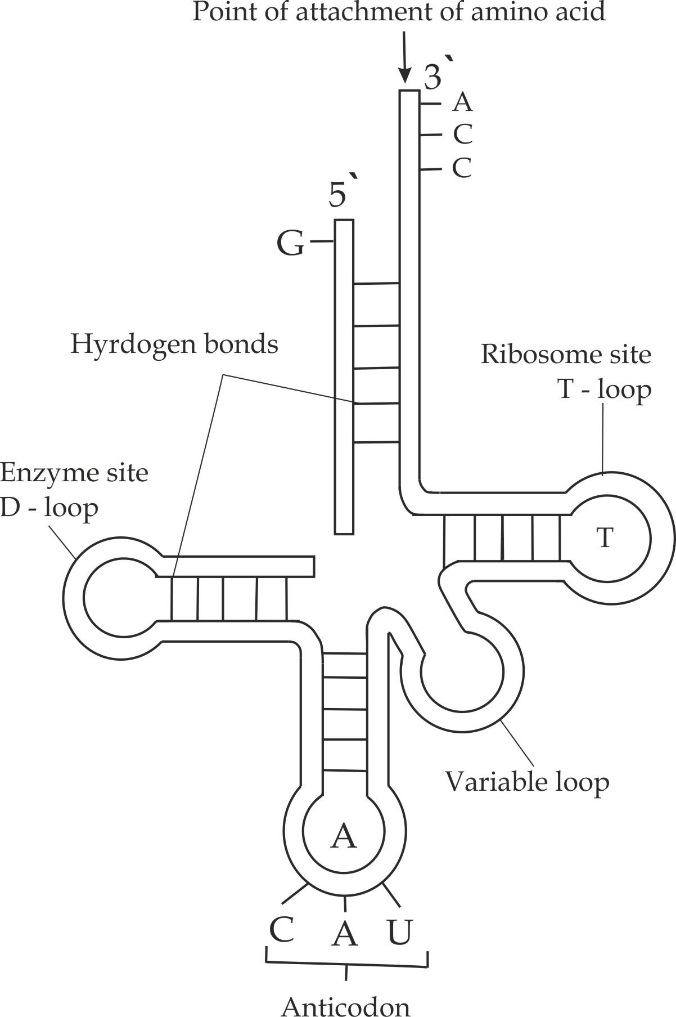 Point of attachment of amino acid
3`
A
C
C
5`
G
Hyrdogen bonds
Ribosome site
T - loop
Enzyme site
D - loop
T
Variable loop
A
C A U
Anticodon